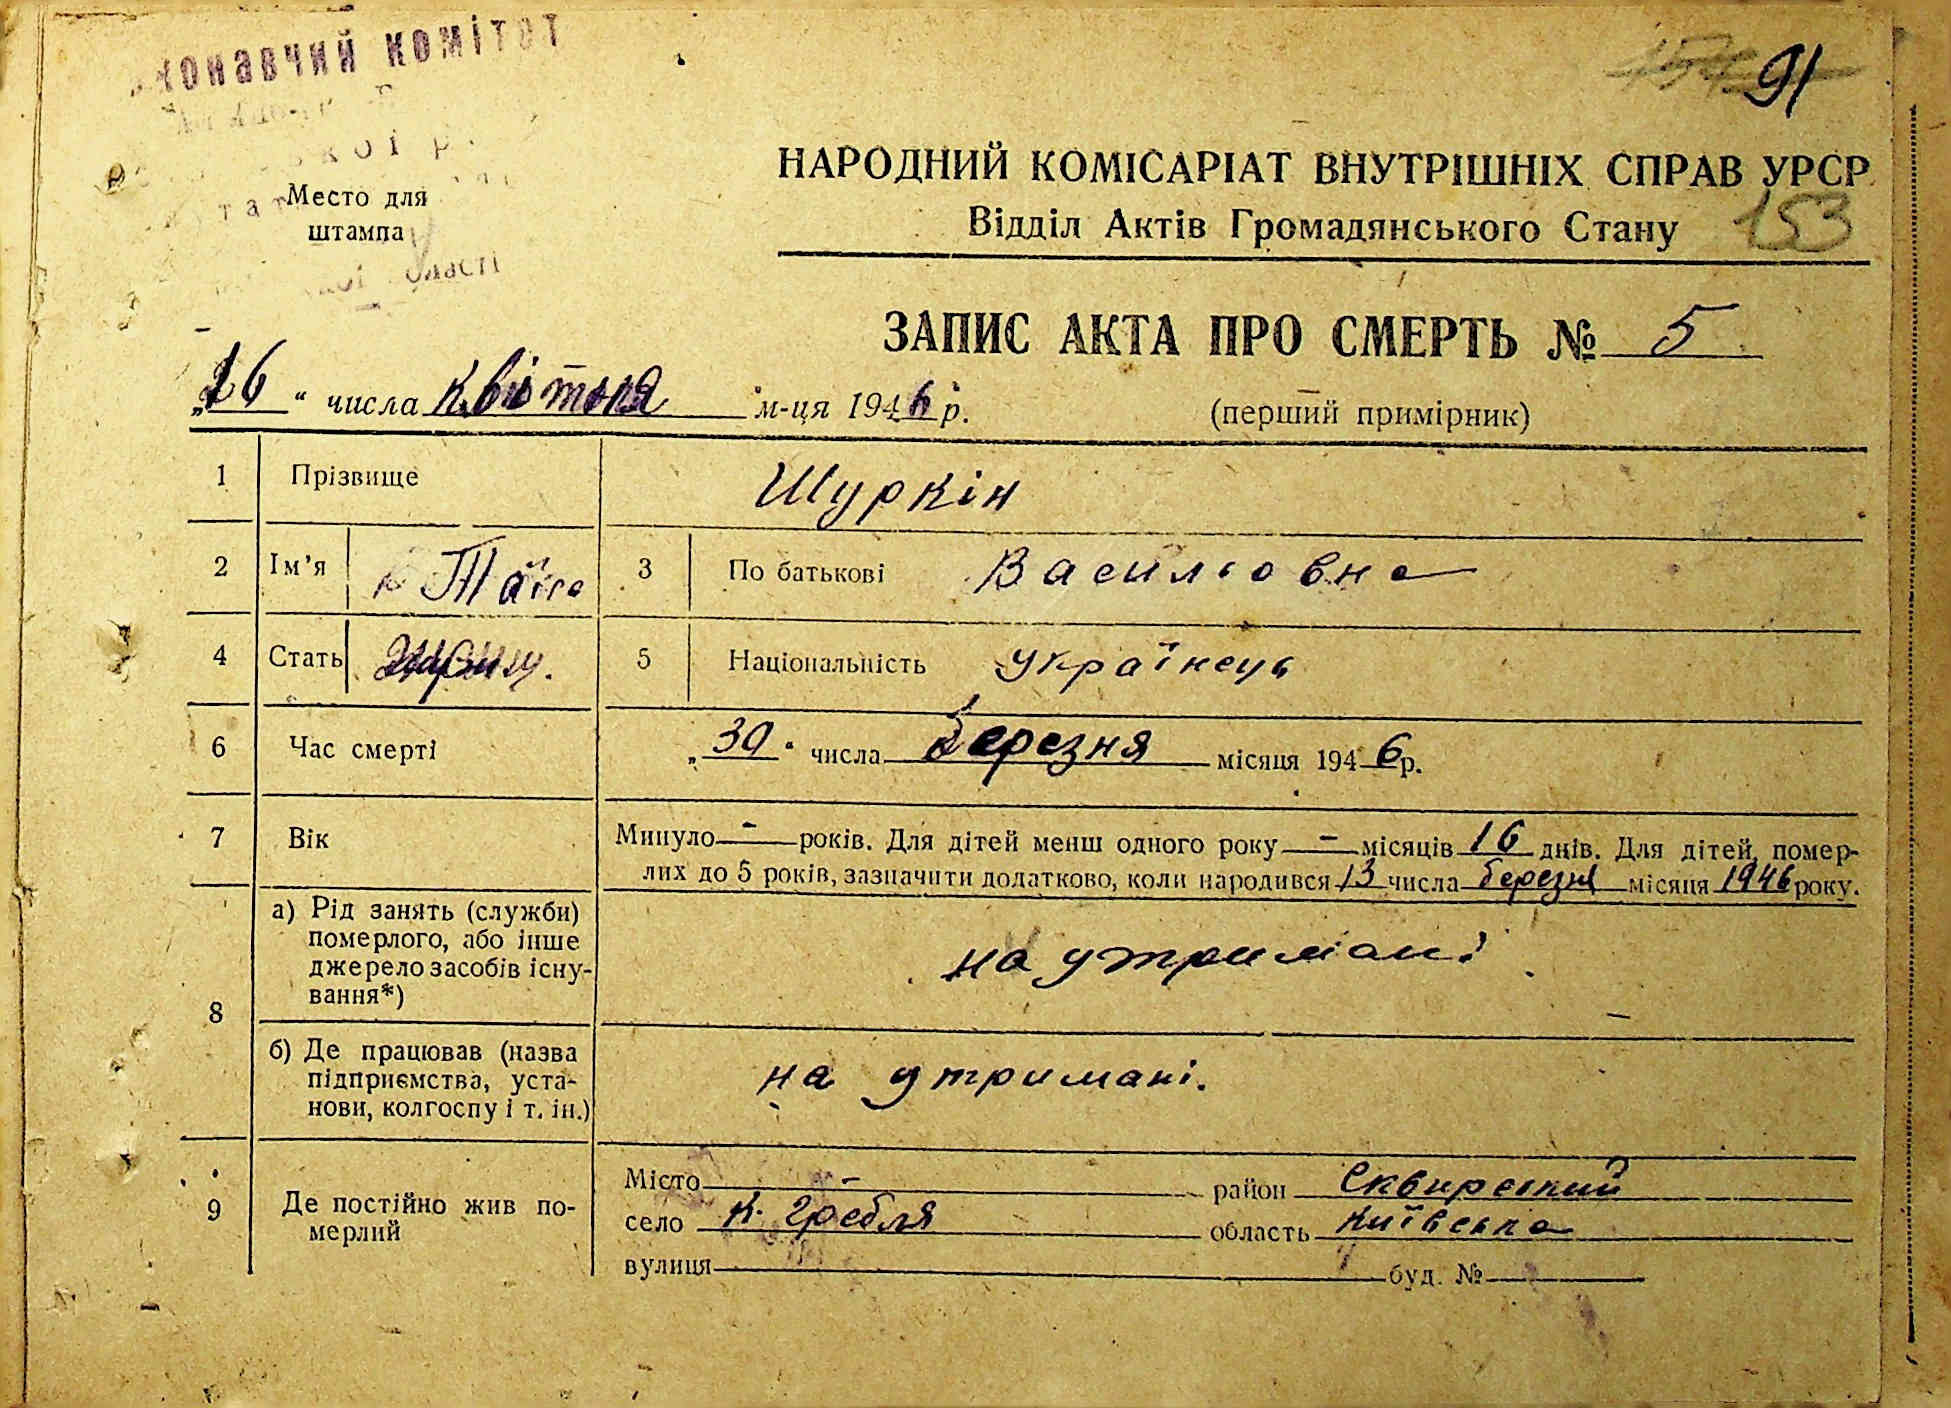 конавчий комітет
91
НАРОДНИЙ КОМІСАРІАТ ВНУТРІШНІХ СПРАВ УРСР
Відділ Актів Громадянського Стану 153
Место для
штампа
області
ЗАПИС АКТА ПРО СМЕРТЬ № 5
„16“ числа квітня м-ця 1946 р.
(перший примірник)
1 Прізвище Шуркін
2 Ім'я Таїса 3 По батькові Васильовна
4 Стать 5 Національність українець
6 Час смерті „30“ числа березня місяця 1946 р.
7 Вік Минуло - років. Для дітей менш одного року - місяців 16 днів. Для дітей, помер-
лих до 5 років, зазначити додатково, коли народився 13 числа березня місяця 1946 року.
8 а) Рід занять (служби)
померлого, або інше
джерело засобів існу-
вання*)
на утримані
б) Де працював (назва
підприємства, уста-
нови, колгоспу і т. ін.)
на утримані.
9 Де постійно жив по-
мерлий
Місто - район Сквирський
село К. Гребля область Київська
вулиця буд. №